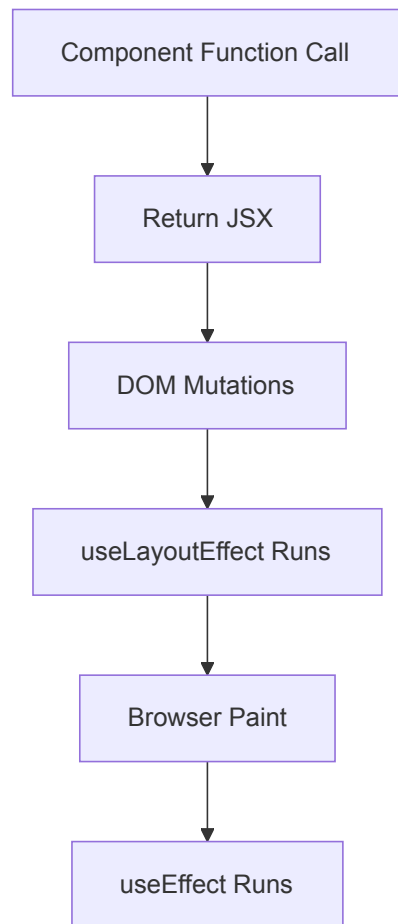 Component Function Call
Return JSX
DOM Mutations
useLayoutEffect Runs
Browser Paint
useEffect Runs